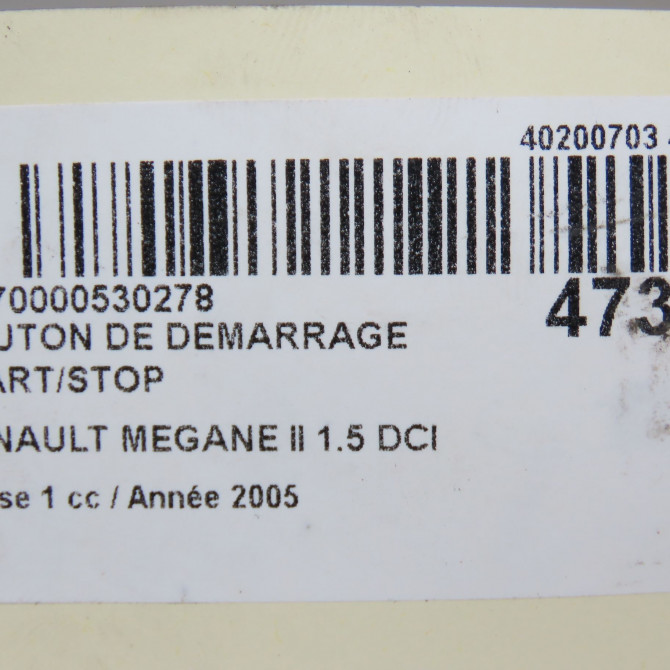 40200703
70000530278
473
UTON DE DEMARRAGE
ART/STOP
NAULT MEGANE II 1.5 DCI
se 1 cc / Année 2005